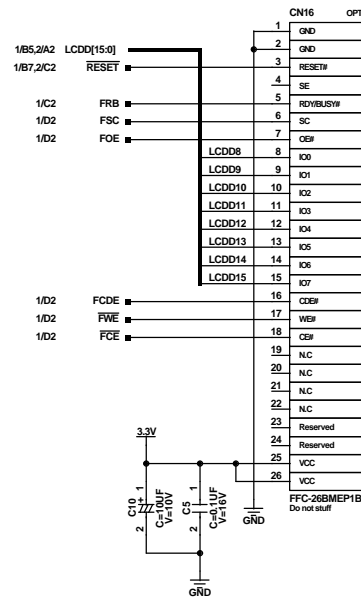 CN16 OPT
1 GND
1/B5,2/A2 LCDD[15:0] 2 GND
1/B7,2/C2 RESET 3 RESET#
4 SE
1/C2 FRB 5 RDY/BUSY#
1/D2 FSC 6 SC
1/D2 FOE 7 OE#
LCDD8 8 IO0
LCDD9 9 IO1
LCDD10 10 IO2
LCDD11 11 IO3
LCDD12 12 IO4
LCDD13 13 IO5
LCDD14 14 IO6
LCDD15 15 IO7
1/D2 FCDE 16 CDE#
1/D2 FWE 17 WE#
1/D2 FCE 18 CE#
19 N.C
20 N.C
21 N.C
22 N.C
23 Reserved
3.3V 24 Reserved
25 VCC
26 VCC
FFC-26BMEP1B
Do not stuff
1 + C10 2 C=10UF V=10V
1 C5 2 C=0.1UF V=16V
GND
GND